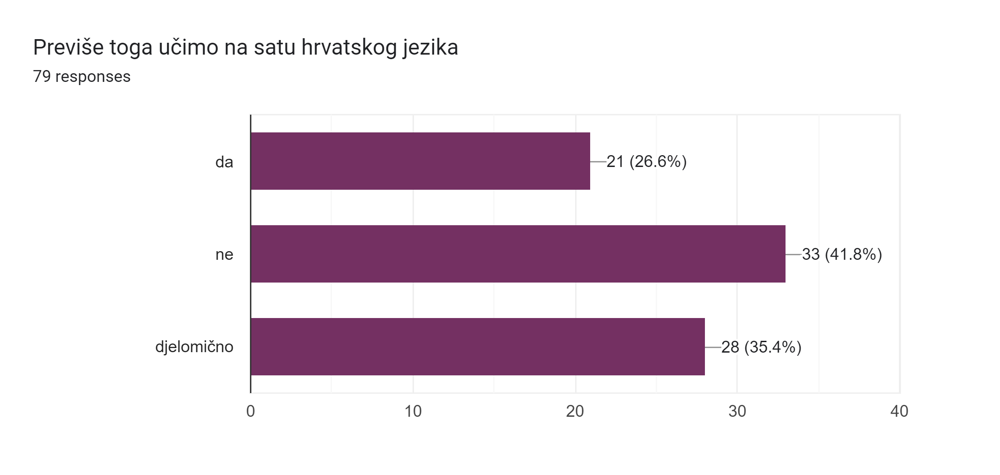 Previše toga učimo na satu hrvatskog jezika
79 responses
da
21 (26.6%)
ne
33 (41.8%)
djelomično
28 (35.4%)
0 10 20 30 40